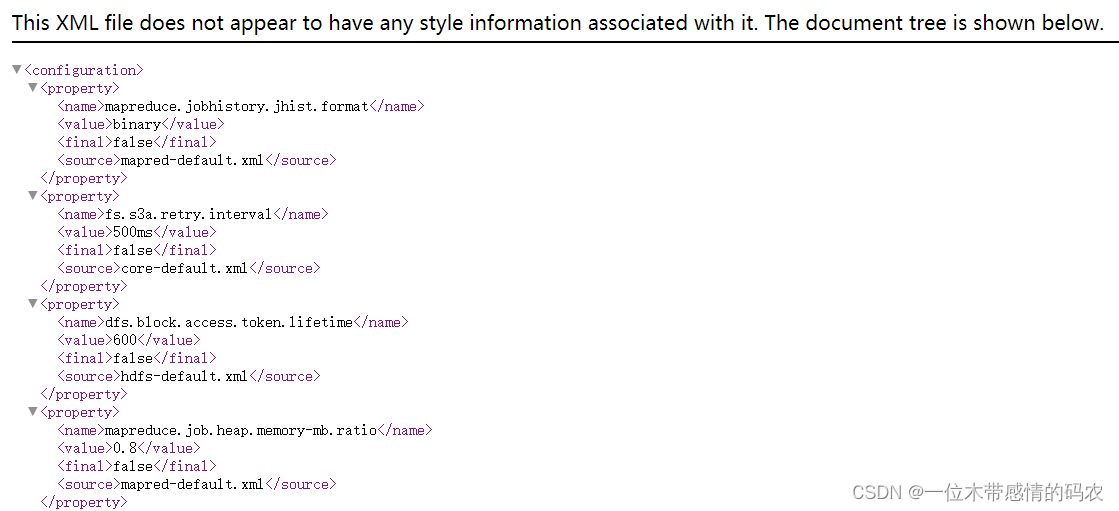 This XML file does not appear to have any style information associated with it. The document tree is shown below.
▼<configuration>
▼<property>
<name>mapreduce.jobhistory.jhist.format</name>
<value>binary</value>
<final>false</final>
<source>mapred-default.xml</source>
</property>
▼<property>
<name>fs.s3a.retry.interval</name>
<value>500ms</value>
<final>false</final>
<source>core-default.xml</source>
</property>
▼<property>
<name>dfs.block.access.token.lifetime</name>
<value>600</value>
<final>false</final>
<source>hdfs-default.xml</source>
</property>
▼<property>
<name>mapreduce.job.heap.memory-mb.ratio</name>
<value>0.8</value>
<final>false</final>
<source>mapred-default.xml</source>
</property>
CSDN @一位木带感情的码农